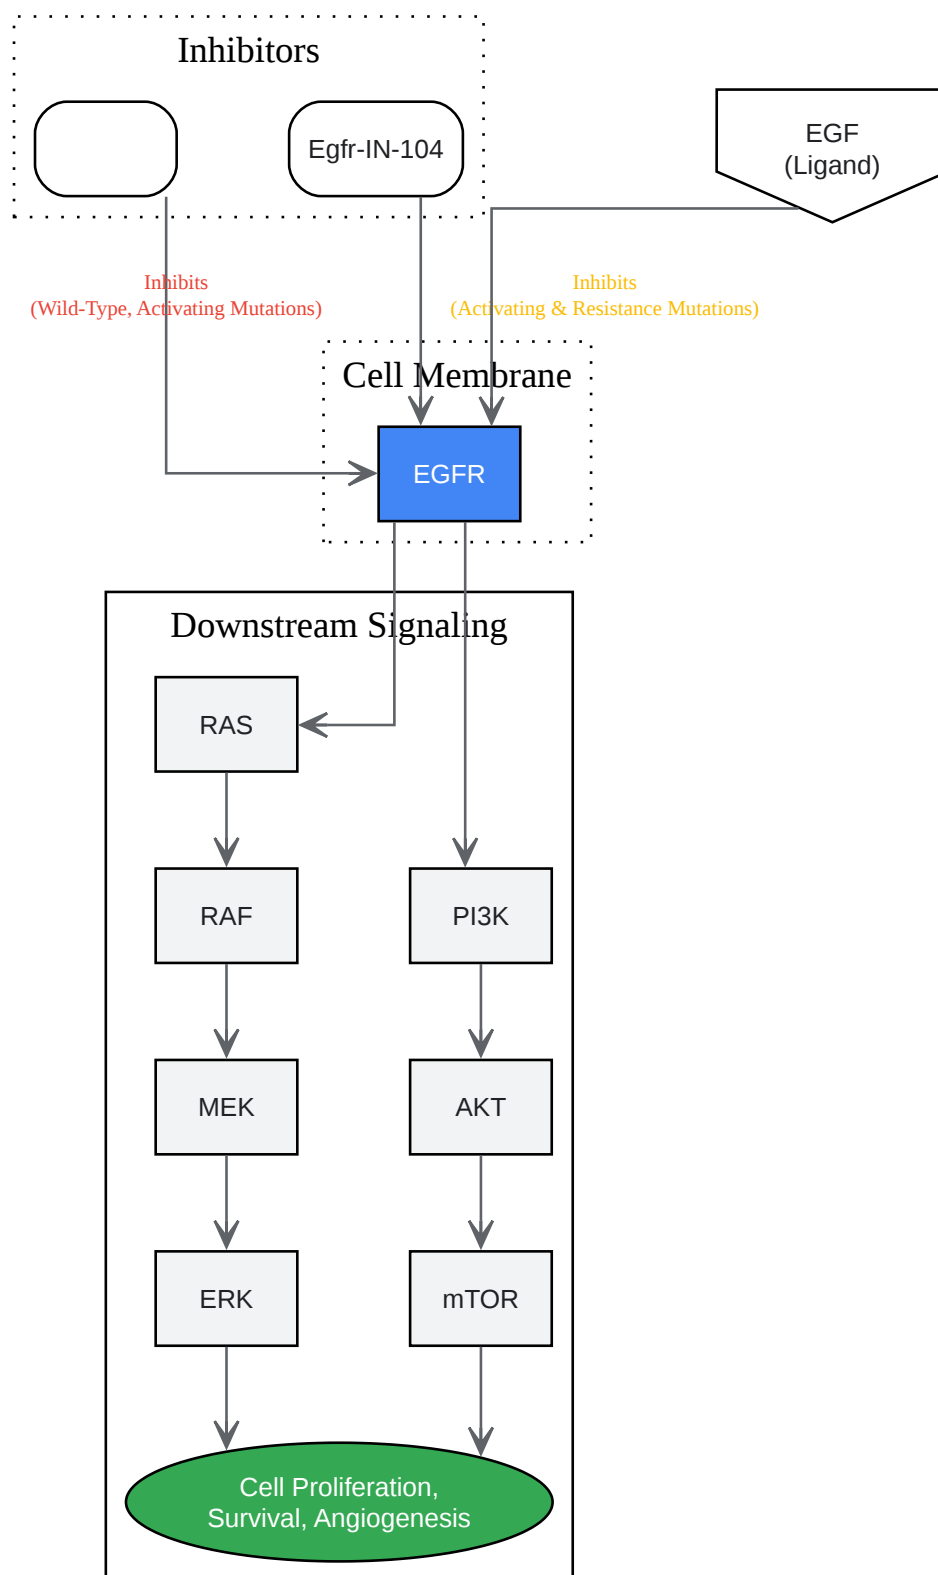 Inhibitors
Egfr-IN-104
EGF
(Ligand)
Inhibits
(Wild-Type, Activating Mutations)
Inhibits
(Activating & Resistance Mutations)
Cell Membrane
EGFR
Downstream Signaling
RAS
RAF
PI3K
MEK
AKT
ERK
mTOR
Cell Proliferation,
Survival, Angiogenesis